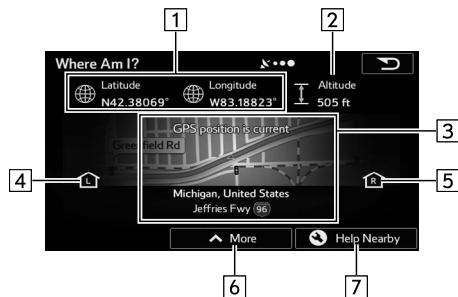 1
2
Where Am I?
Latitude
N42.38069°
Longitude
W83.18823°
Altitude
505 ft
3
GPS position is current
Greenfield Rd
4
L
R
5
Michigan, United States
Jeffries Fwy 96
More
Help Nearby
6
7